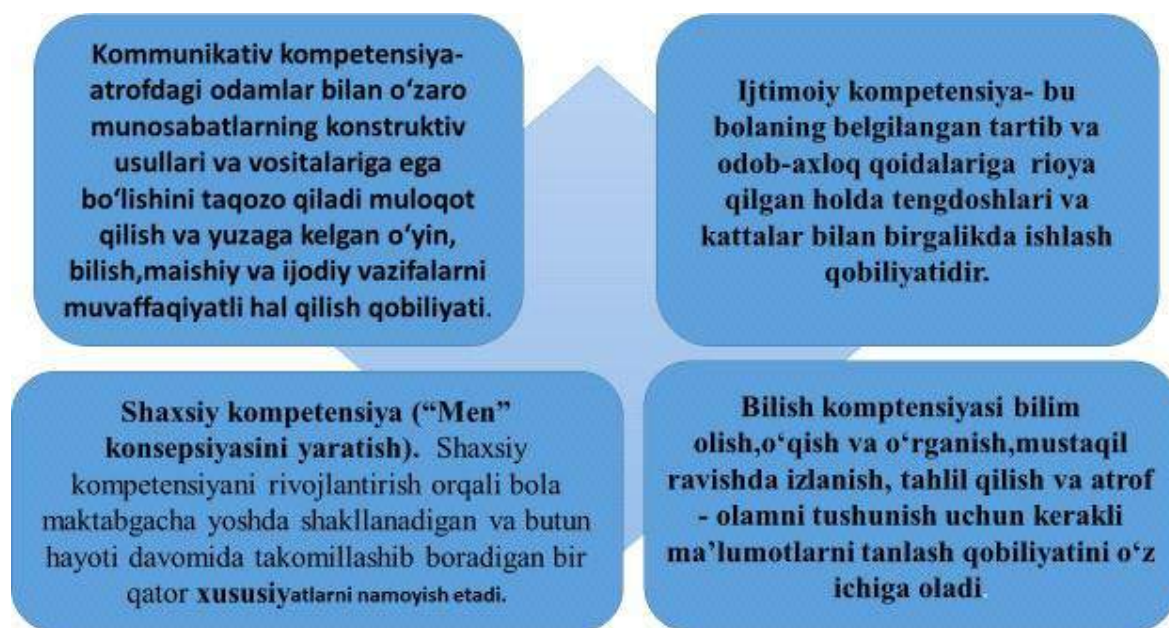 Kommunikativ kompetensiya-
atrofdagi odamlar bilan o‘zaro
munosabatlarning konstruktiv
usullari va vositalariga ega
bo‘lishini taqozo qiladi muloqot
qilish va yuzaga kelgan o‘yin,
bilish,maishiy va ijodiy vazifalarni
muvaffaqiyatli hal qilish qobiliyati.
Ijtimoiy kompetensiya- bu
bolaning belgilangan tartib va
odob-axloq qoidalariga rioya
qilgan holda tengdoshlari va
kattalar bilan birgalikda ishlash
qobiliyatidir.
Shaxsiy kompetensiya (“Men”
konsepsiyasini yaratish). Shaxsiy
kompetensiyani rivojlantirish orqali bola
maktabgacha yoshda shakllanadigan va butun
hayoti davomida takomillashib boradigan bir
qator xususiyatlarni namoyish etadi.
Bilish komptensiyasi bilim
olish,o‘qish va o‘rganish,mustaqil
ravishda izlanish, tahlil qilish va atrof
- olamni tushunish uchun kerakli
ma’lumotlarni tanlash qobiliyatini o‘z
ichiga oladi.